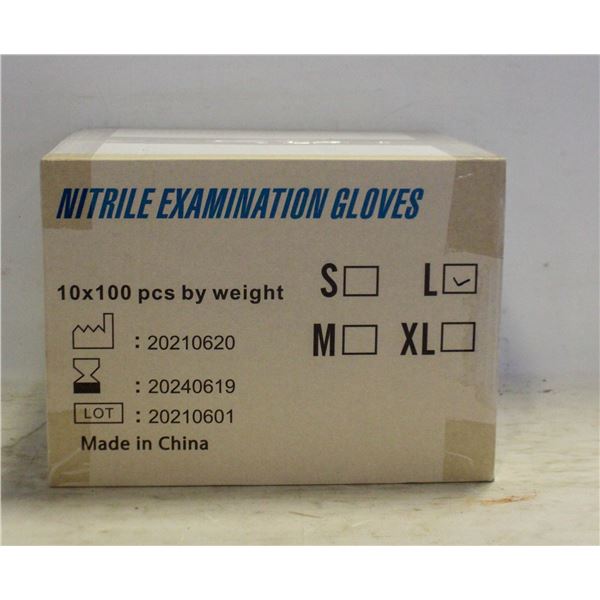 NITRILE EXAMINATION GLOVES
10x100 pcs by weight
S L
M XL
: 20210620
: 20240619
LOT : 20210601
Made in China